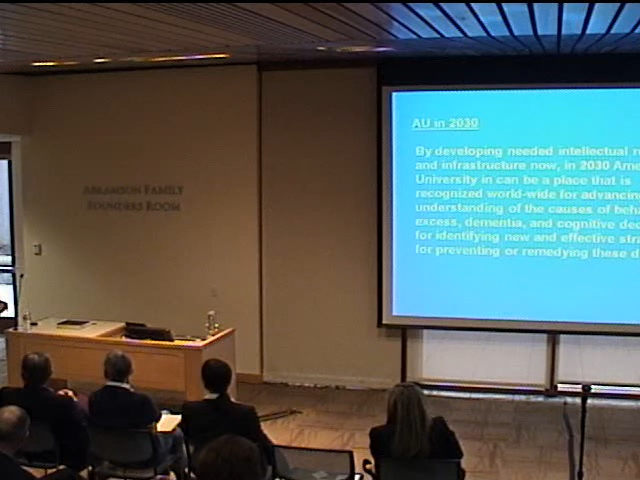 ABRAMSON FAMILY
FOUNDERS ROOM
AU in 2030
By developing needed intellectual
and infrastructure now, in 2030
University in can be a place that is
recognized world-wide for advancing
understanding of the causes of
excess, dementia, and cognitive
for identifying new and effective
for preventing or remedying these